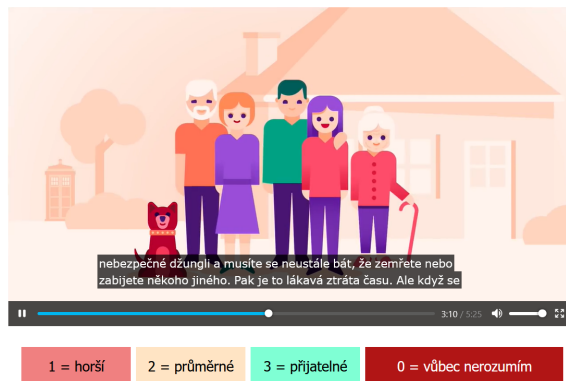 nebezpečné džungli a musíte se neustále bát, že zemřete nebo
zabijete někoho jiného. Pak je to lákavá ztráta času. Ale když se
3:10 / 5:25
1 = horší
2 = průměrné
3 = přijatelné
0 = vůbec nerozumím